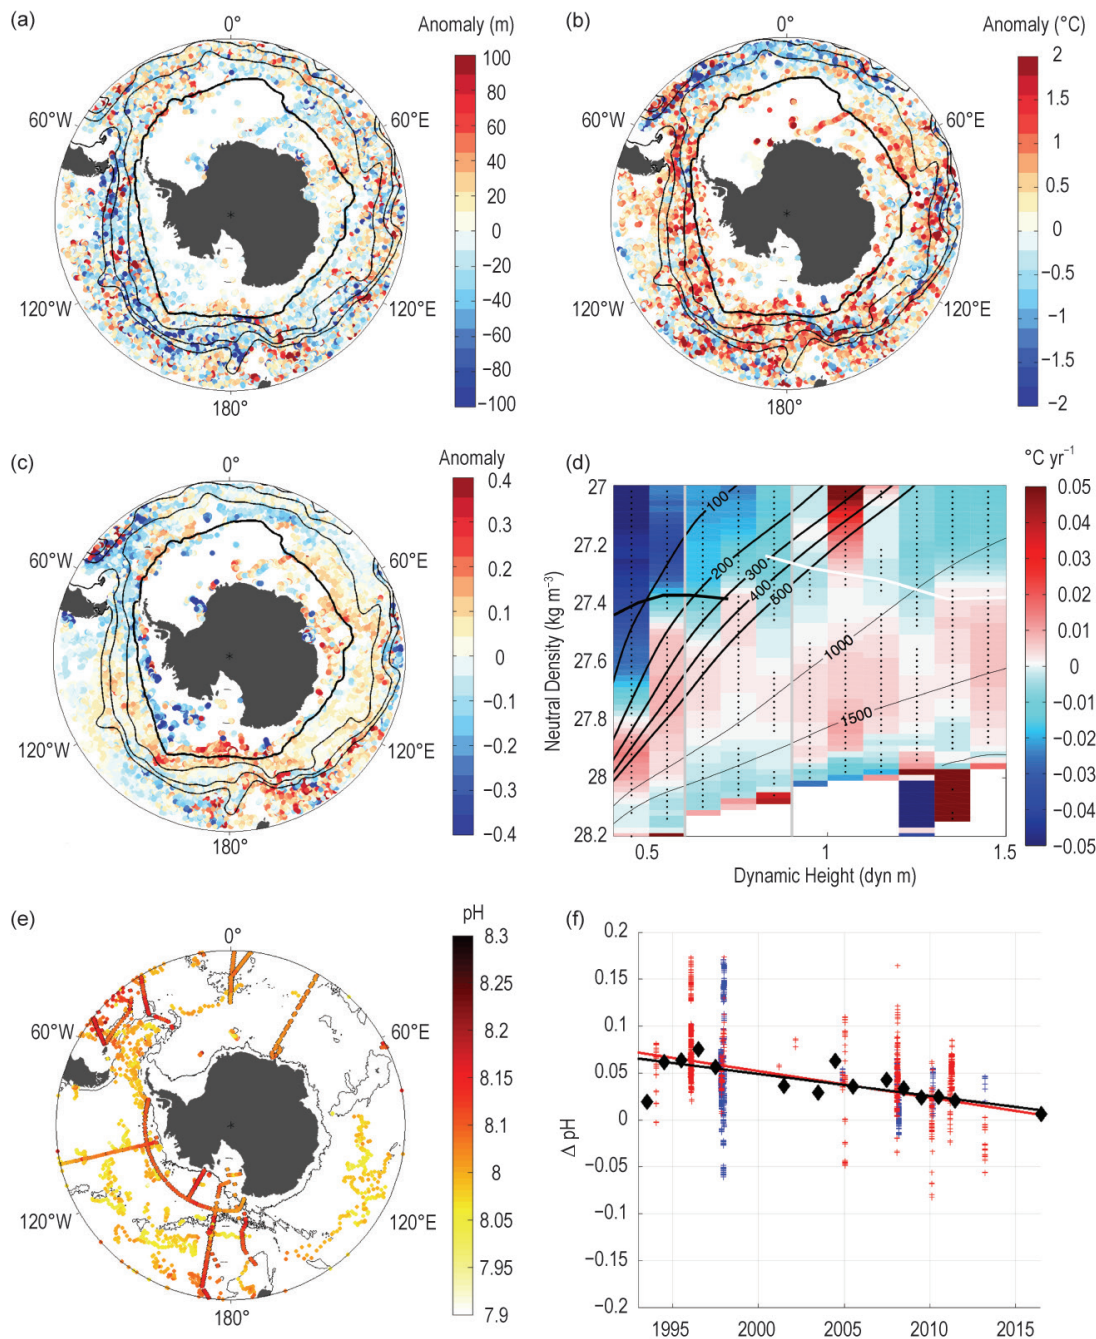 (a)
0°
Anomaly (m)
100
80
60
40
20
0
−20
−40
−60
−80
−100
60°W
60°E
120°W
120°E
180°
(b)
0°
Anomaly (°C)
2
1.5
1
0.5
0
−0.5
−1
−1.5
−2
60°W
60°E
120°W
120°E
180°
(c)
0°
Anomaly
0.4
0.3
0.2
0.1
0
−0.1
−0.2
−0.3
−0.4
60°W
60°E
120°W
120°E
180°
(d)
°C yr⁻¹
0.05
0.04
0.03
0.02
0.01
0
−0.01
−0.02
−0.03
−0.04
−0.05
27
27.2
27.4
27.6
27.8
28
28.2
Neutral Density (kg m⁻³)
100
200
300
400
500
1000
1500
0.5
1
1.5
Dynamic Height (dyn m)
(e)
0°
pH
8.3
8.25
8.2
8.15
8.1
8.05
8
7.95
7.9
60°W
60°E
120°W
120°E
180°
(f)
0.2
0.15
0.1
0.05
0
−0.05
−0.1
−0.15
−0.2
Δ pH
1995
2000
2005
2010
2015